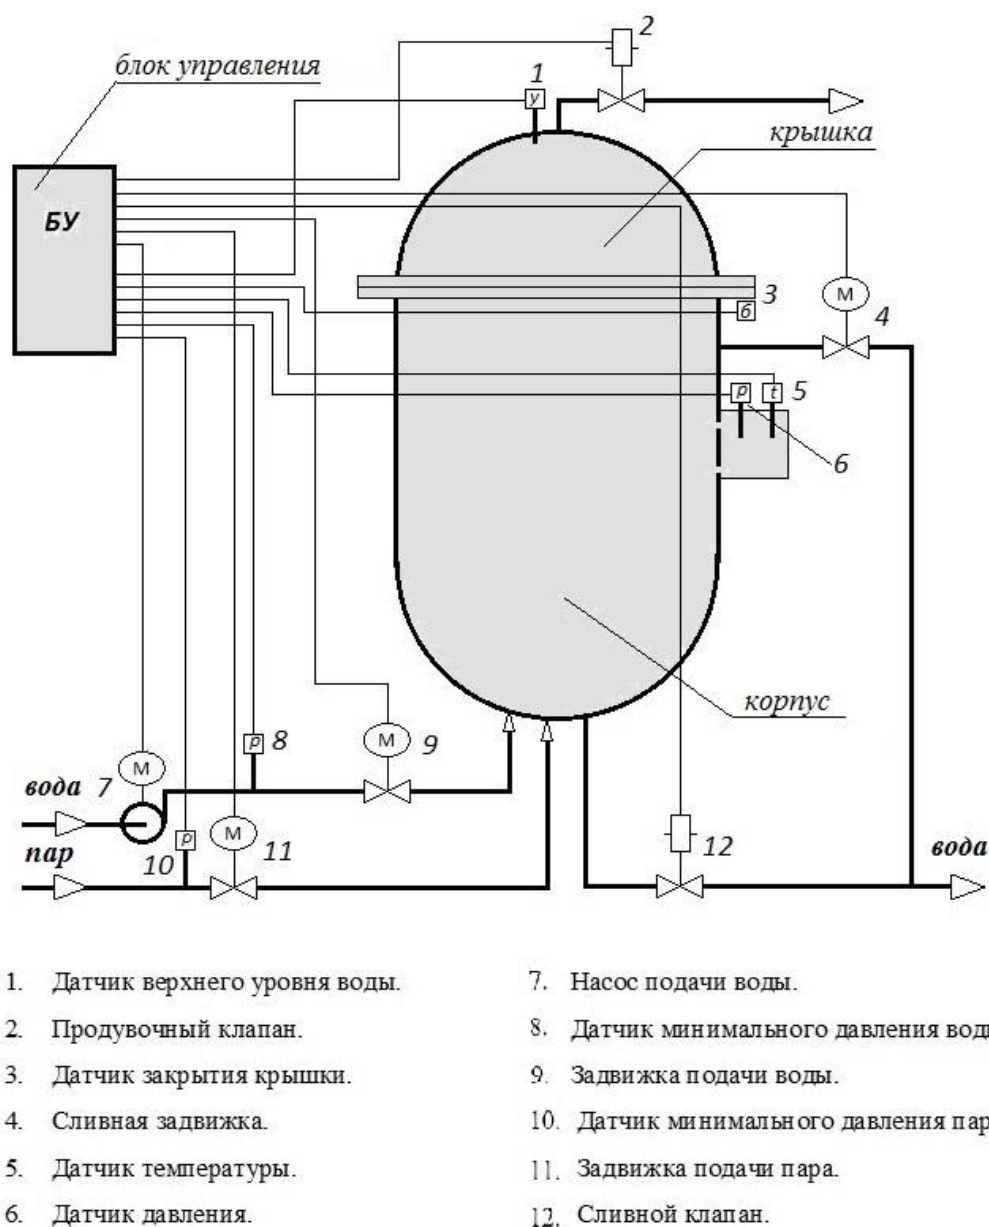 2
блок управления
1
у
крышка
БУ
3
б
М
4
р
t
5
6
корпус
р
8
М
9
М
вода
7
р
М
11
12
вода
пар
10
1. Датчик верхнего уровня воды.
2. Продувочный клапан.
3. Датчик закрытия крышки.
4. Сливная задвижка.
5. Датчик температуры.
6. Датчик давления.
7. Насос подачи воды.
8. Датчик минимального давления вод
9. Задвижка подачи воды.
10. Датчик минимального давления пар
11. Задвижка подачи пара.
12. Сливной клапан.